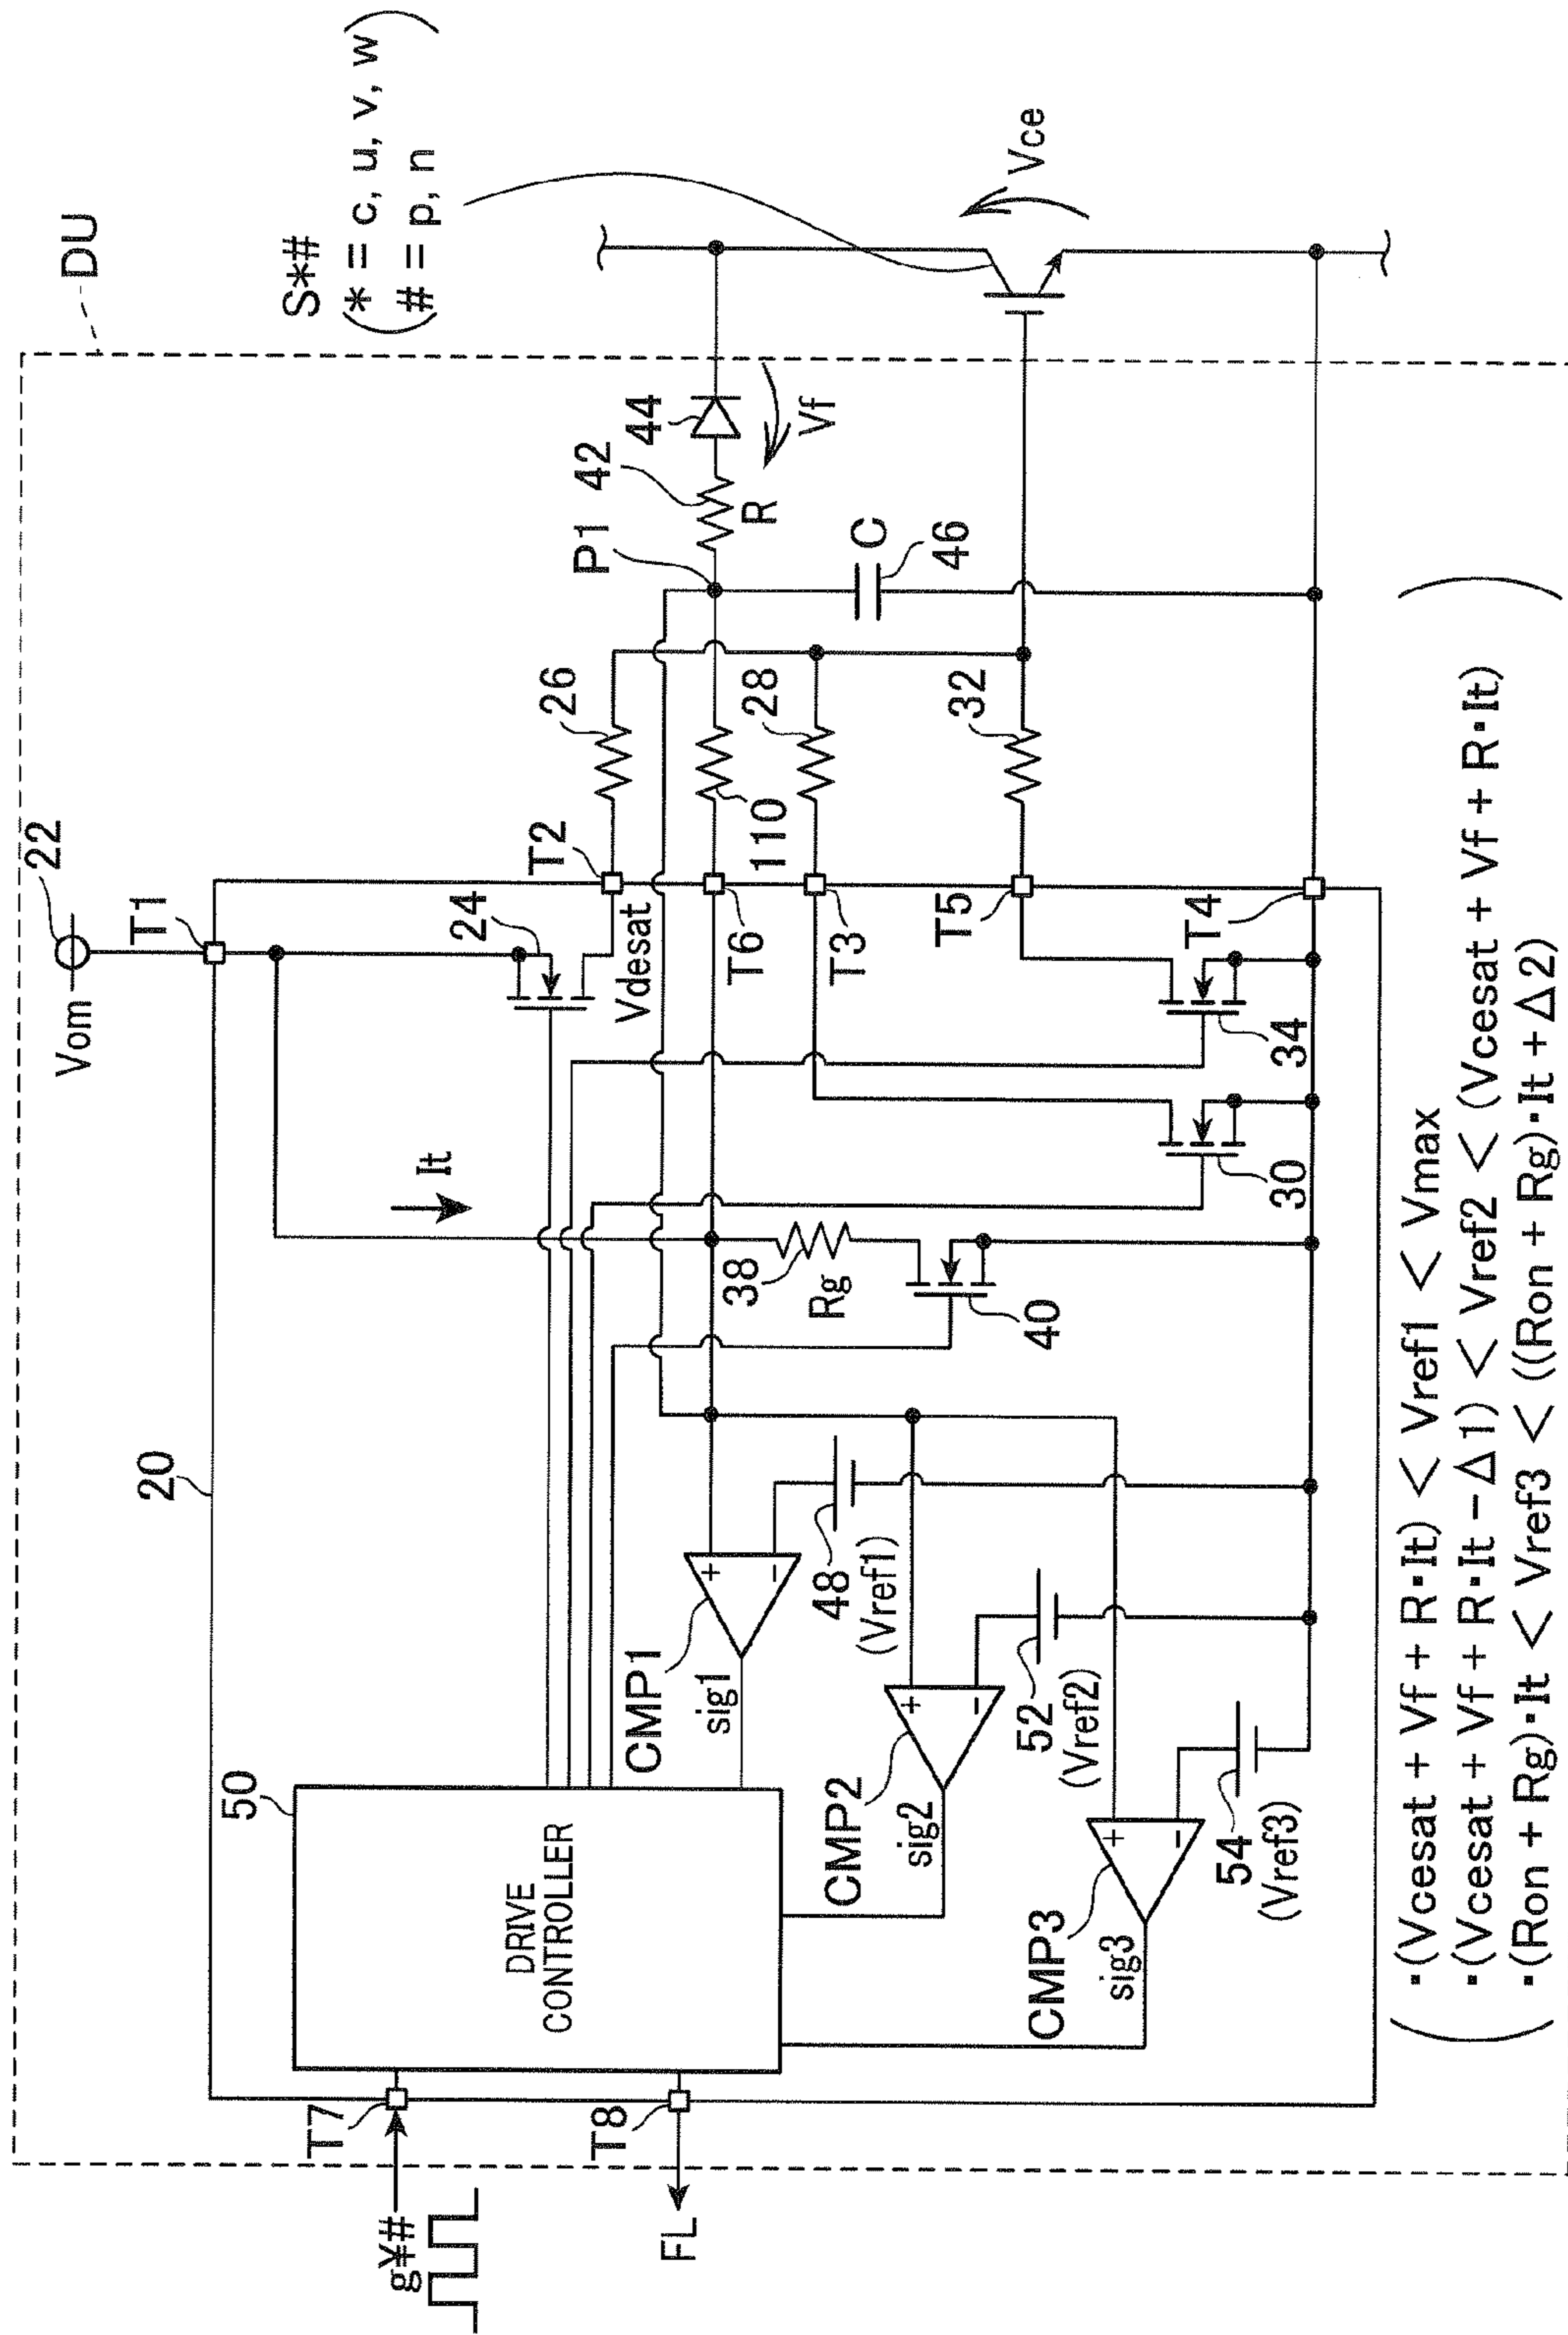 DU
S*#
( * = c, u, v, w
# = p, n )
22
Vom
T1
20
24
T2
26
P1
42
44
R
Vf
Vce
It
Vdesat
T6
110
28
C
46
T3
38
Rg
40
T5
32
30
34
T4
50
DRIVE
CONTROLLER
CMP1
sig1
48
(Vref1)
CMP2
sig2
52
(Vref2)
CMP3
sig3
54
(Vref3)
T7
g¥#
T8
FL
+
-
+
-
+
-
( ▪(Vcesat + Vf + R▪It) < Vref1 < Vmax
▪(Vcesat + Vf + R▪It - Δ1) < Vref2 < (Vcesat + Vf + R▪It)
▪(Ron + Rg)▪It < Vref3 < ((Ron + Rg)▪It + Δ2) )